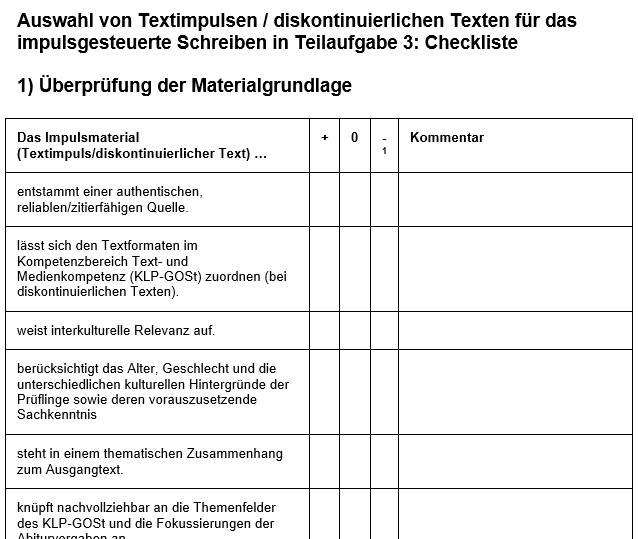 Auswahl von Textimpulsen / diskontinuierlichen Texten für das
impulsgesteuerte Schreiben in Teilaufgabe 3: Checkliste
1) Überprüfung der Materialgrundlage
Das Impulsmaterial
(Textimpuls/diskontinuierlicher Text) …
+
0
-
1
Kommentar
entstammt einer authentischen,
reliablen/zitierfähigen Quelle.
lässt sich den Textformaten im
Kompetenzbereich Text- und
Medienkompetenz (KLP-GOSt) zuordnen (bei
diskontinuierlichen Texten).
weist interkulturelle Relevanz auf.
berücksichtigt das Alter, Geschlecht und die
unterschiedlichen kulturellen Hintergründe der
Prüflinge sowie deren vorauszusetzende
Sachkenntnis
steht in einem thematischen Zusammenhang
zum Ausgangtext.
knüpft nachvollziehbar an die Themenfelder
des KLP-GOSt und die Fokussierungen der
Abiturvorgaben an